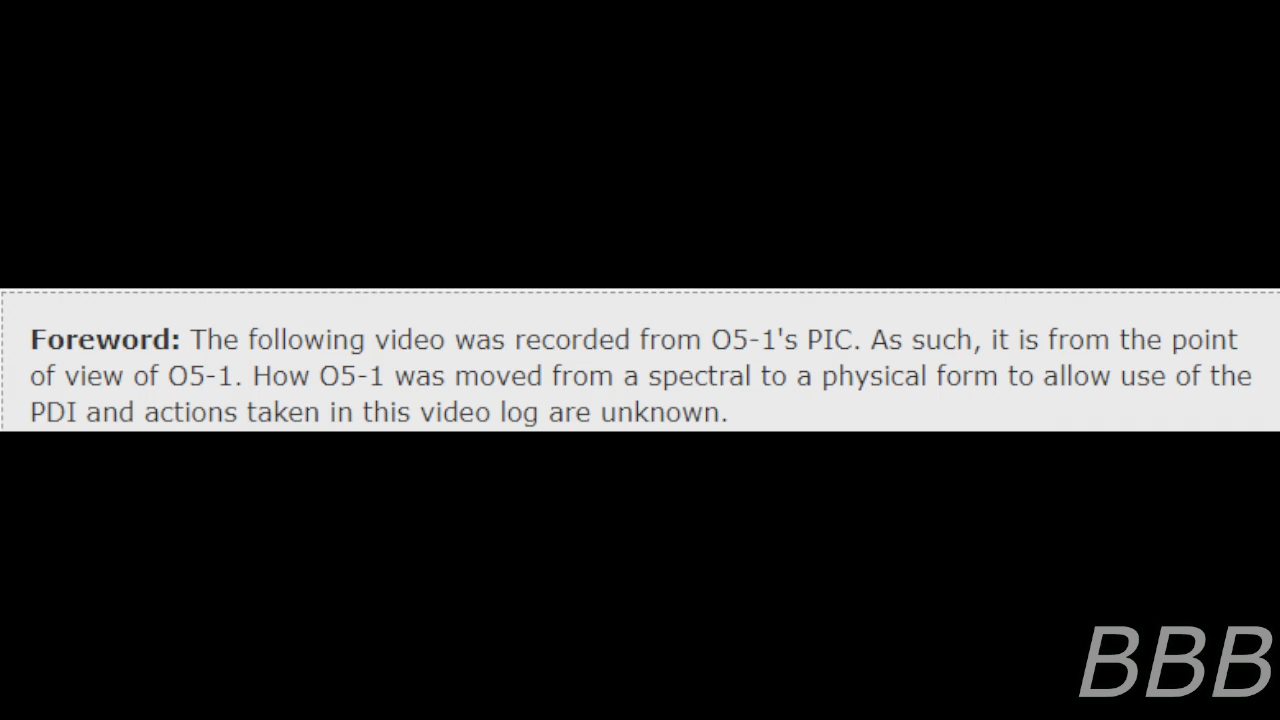 Foreword: The following video was recorded from O5-1's PIC. As such, it is from the point
of view of O5-1. How O5-1 was moved from a spectral to a physical form to allow use of the
PDI and actions taken in this video log are unknown.
BBB